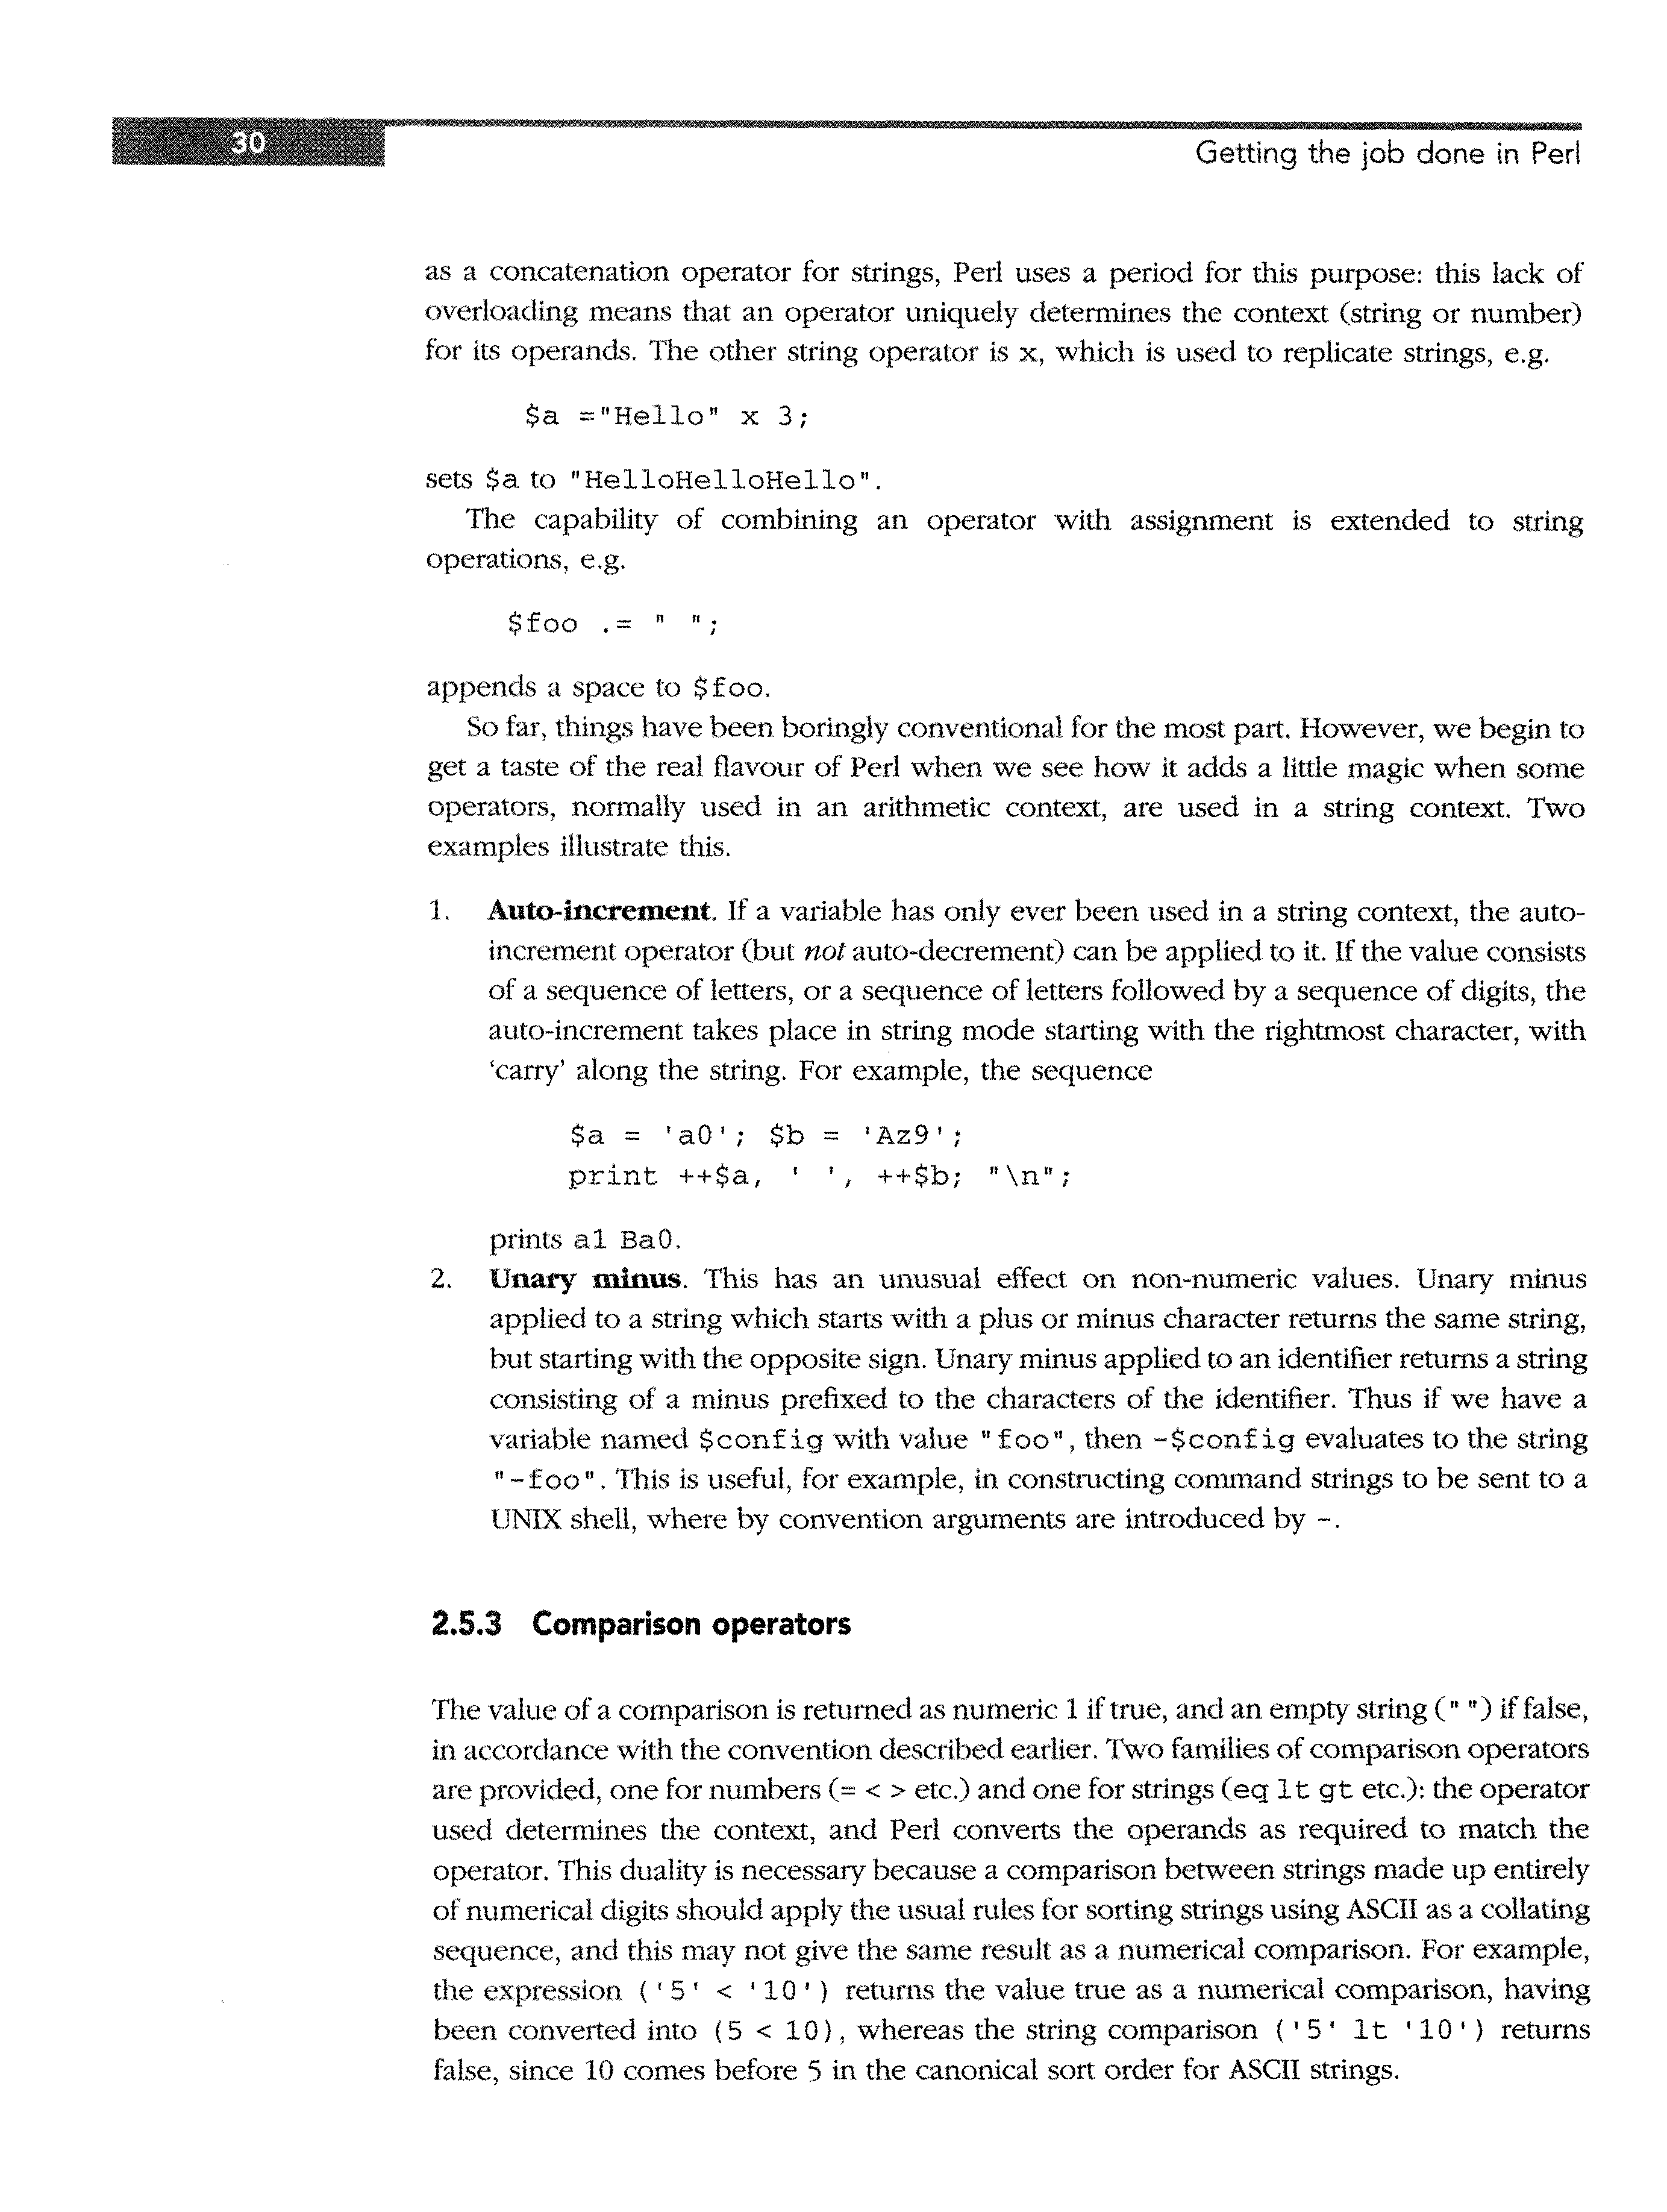 30
Getting the job done in Perl
as a concatenation operator for strings, Perl uses a period for this purpose: this lack of
overloading means that an operator uniquely determines the context (string or number)
for its operands. The other string operator is x, which is used to replicate strings, e.g.
$a ="Hello" x 3;
sets $a to "HelloHelloHello".
The capability of combining an operator with assignment is extended to string
operations, e.g.
$foo .= " ";
appends a space to $foo.
So far, things have been boringly conventional for the most part. However, we begin to
get a taste of the real flavour of Perl when we see how it adds a little magic when some
operators, normally used in an arithmetic context, are used in a string context. Two
examples illustrate this.
1. Auto-increment. If a variable has only ever been used in a string context, the auto-
increment operator (but not auto-decrement) can be applied to it. If the value consists
of a sequence of letters, or a sequence of letters followed by a sequence of digits, the
auto-increment takes place in string mode starting with the rightmost character, with
‘carry’ along the string. For example, the sequence
$a = 'a0'; $b = 'Az9';
print ++$a, ' ', ++$b; "\n";
prints a1 Ba0.
2. Unary minus. This has an unusual effect on non-numeric values. Unary minus
applied to a string which starts with a plus or minus character returns the same string,
but starting with the opposite sign. Unary minus applied to an identifier returns a string
consisting of a minus prefixed to the characters of the identifier. Thus if we have a
variable named $config with value "foo", then -$config evaluates to the string
"-foo". This is useful, for example, in constructing command strings to be sent to a
UNIX shell, where by convention arguments are introduced by -.
2.5.3 Comparison operators
The value of a comparison is returned as numeric 1 if true, and an empty string (" ") if false,
in accordance with the convention described earlier. Two families of comparison operators
are provided, one for numbers (= < > etc.) and one for strings (eq lt gt etc.): the operator
used determines the context, and Perl converts the operands as required to match the
operator. This duality is necessary because a comparison between strings made up entirely
of numerical digits should apply the usual rules for sorting strings using ASCII as a collating
sequence, and this may not give the same result as a numerical comparison. For example,
the expression ('5' < '10') returns the value true as a numerical comparison, having
been converted into (5 < 10), whereas the string comparison ('5' lt '10') returns
false, since 10 comes before 5 in the canonical sort order for ASCII strings.